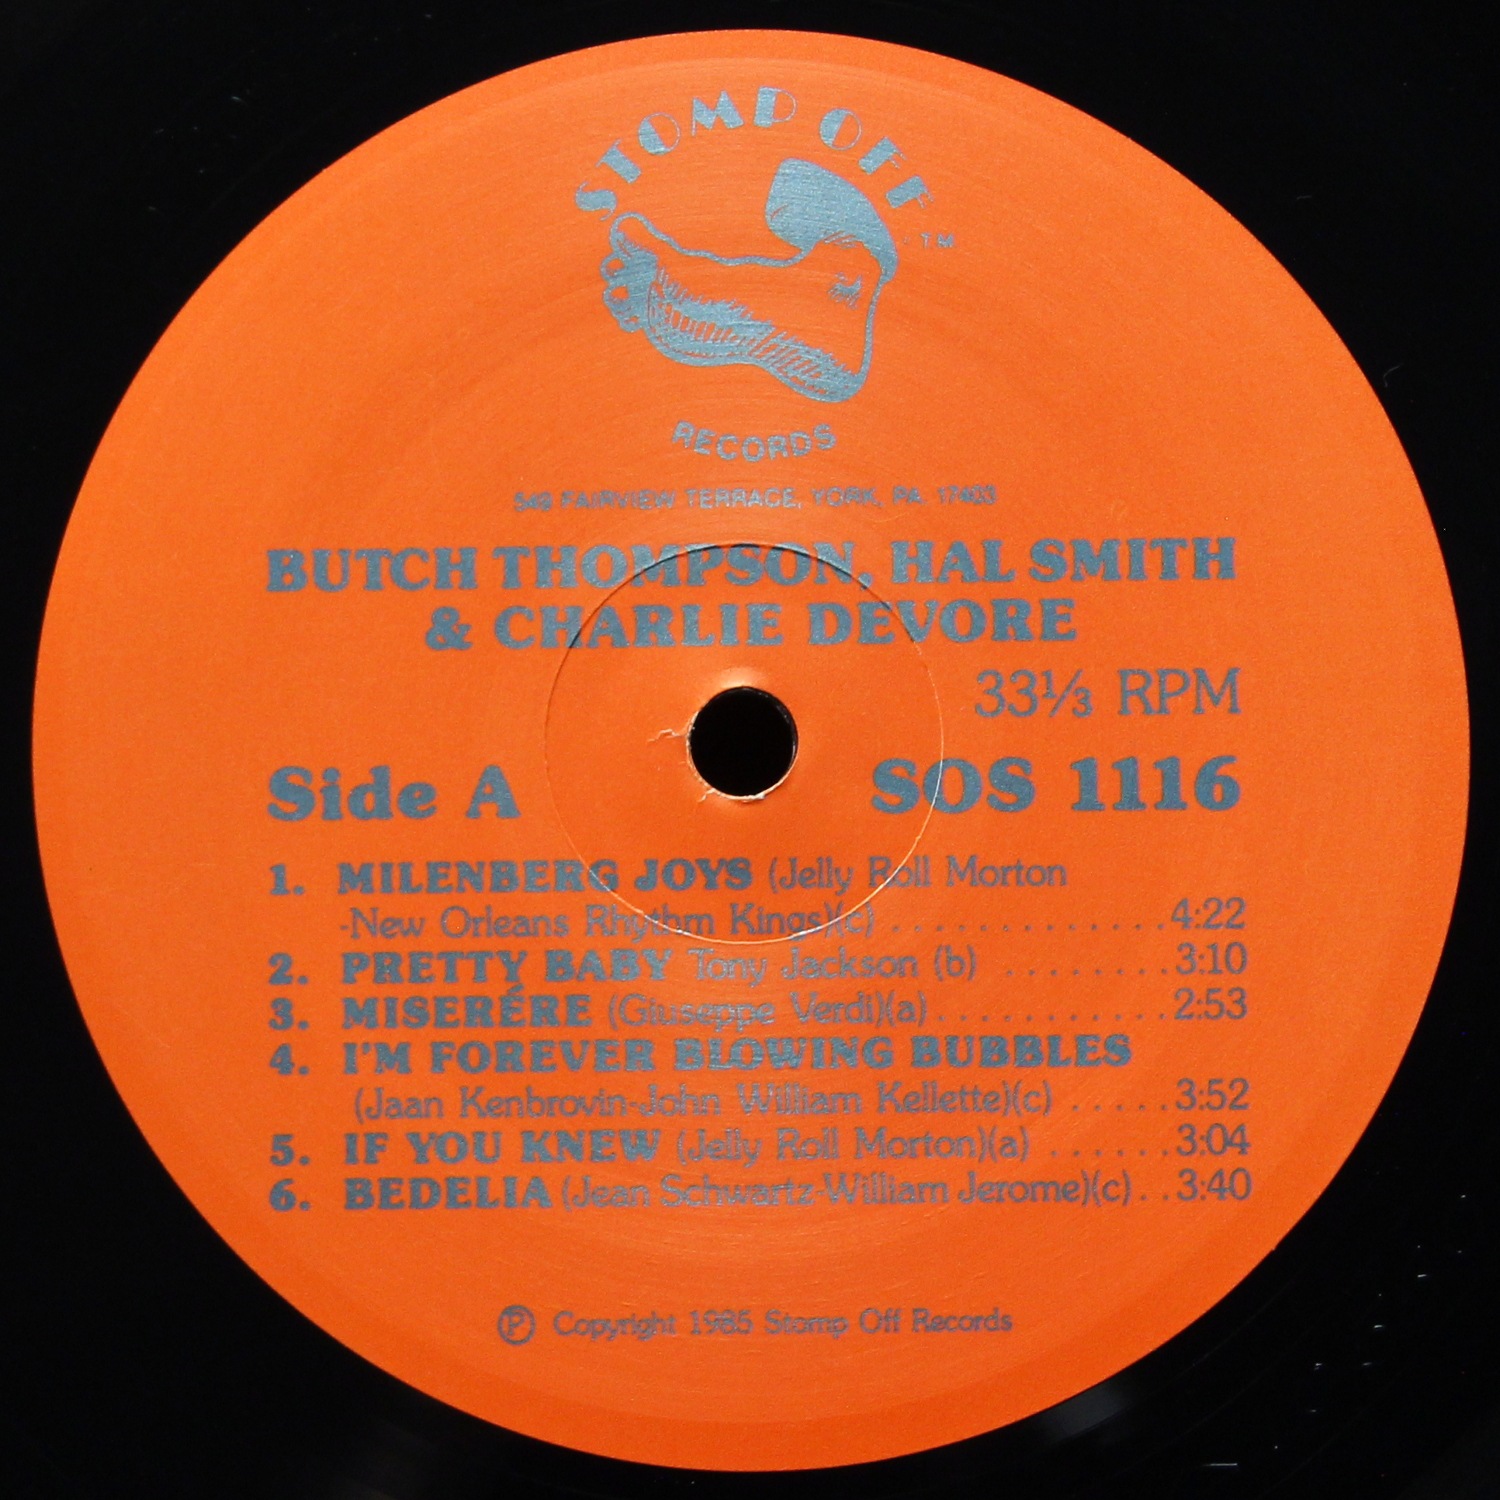 STOMP OFF
TM
RECORDS
549 FAIRVIEW TERRACE, YORK, PA. 17403
BUTCH THOMPSON, HAL SMITH
& CHARLIE DEVORE
33⅓ RPM
Side A SOS 1116
1. MILENBERG JOYS (Jelly Roll Morton
-New Orleans Rhythm Kings)(c) . . . . . . . . . . . . . . 4:22
2. PRETTY BABY Tony Jackson (b) . . . . . . . . 3:10
3. MISERÉRE (Giuseppe Verdi)(a) . . . . . . . . . . . . 2:53
4. I'M FOREVER BLOWING BUBBLES
(Jaan Kenbrovin-John William Kellette)(c) . . . . . 3:52
5. IF YOU KNEW (Jelly Roll Morton)(a) . . . . . . 3:04
6. BEDELIA (Jean Schwartz-William Jerome)(c) . . 3:40
℗ Copyright 1985 Stomp Off Records